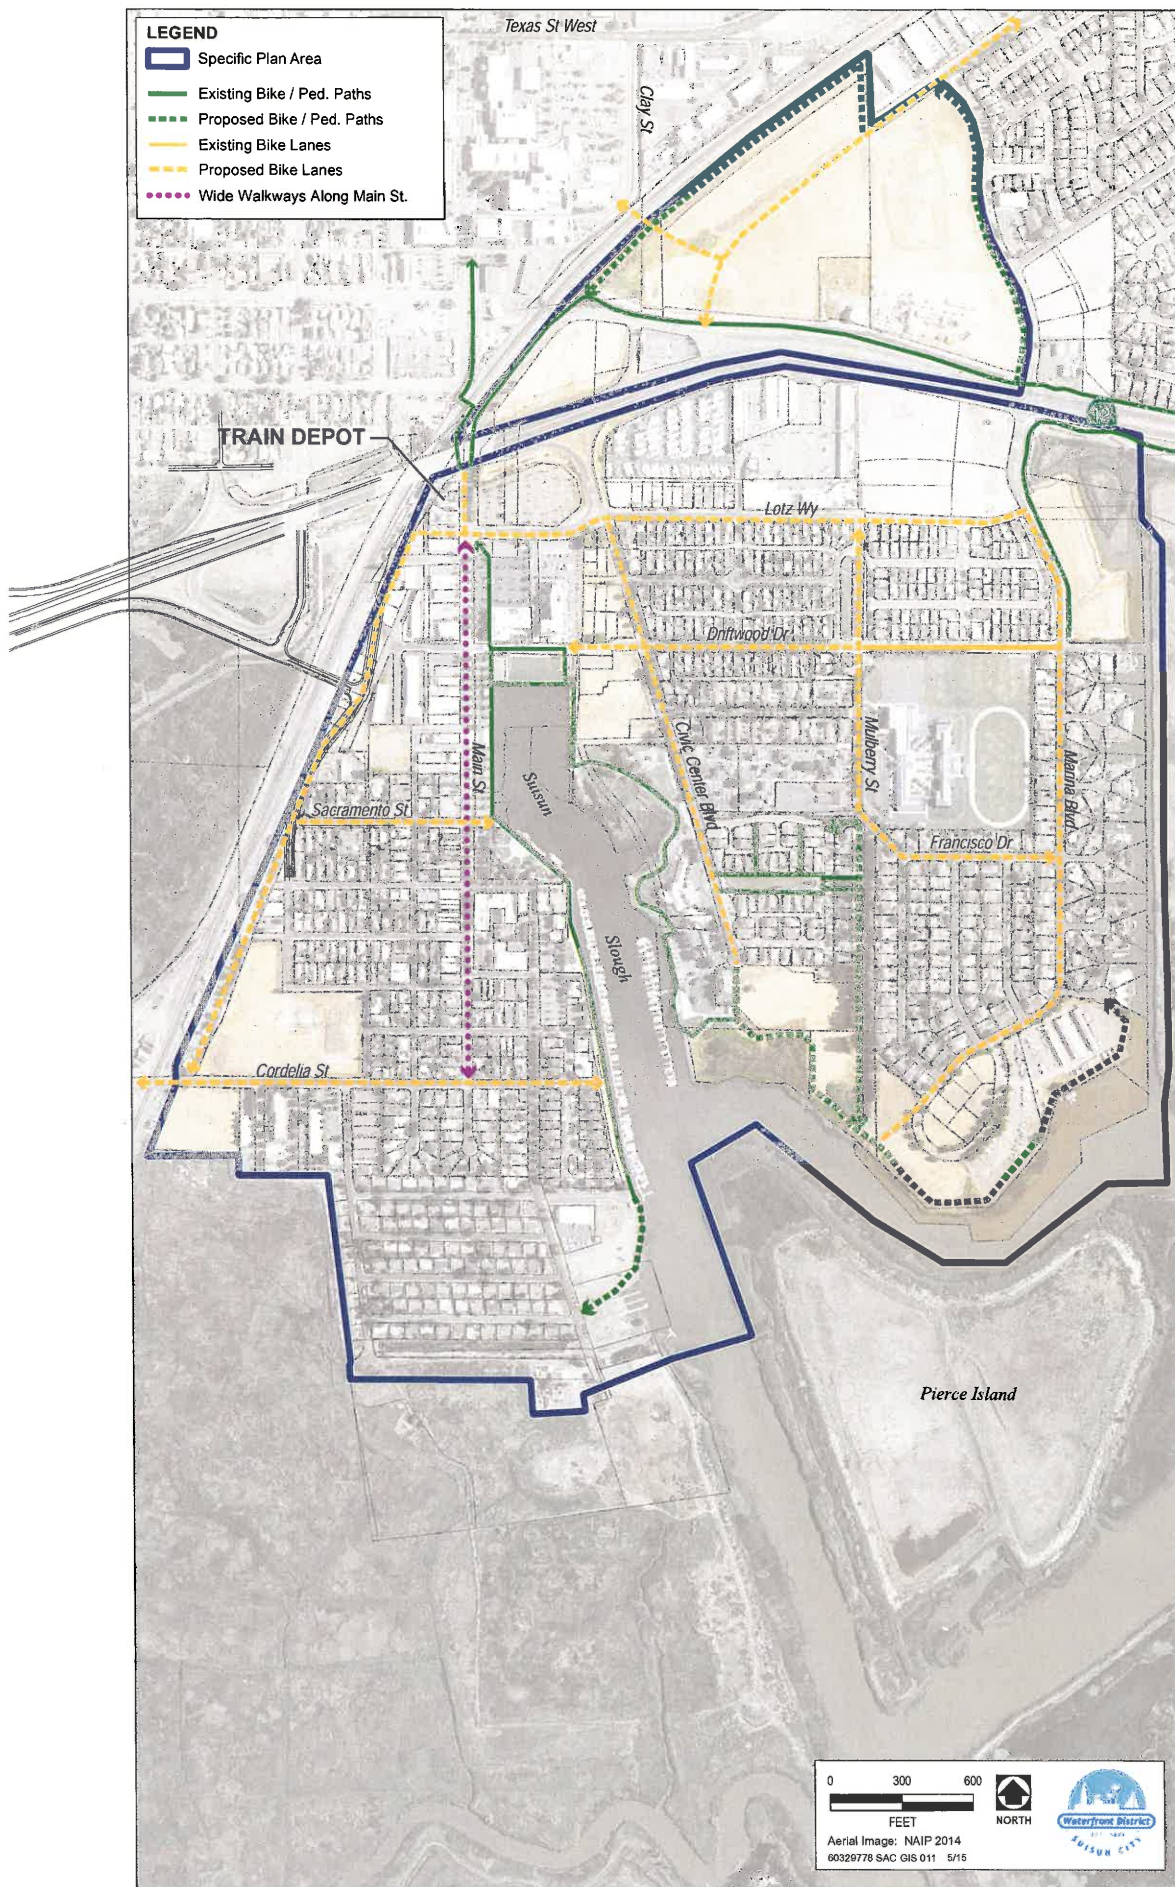 Texas St West
LEGEND
Specific Plan Area
Existing Bike / Ped. Paths
Proposed Bike / Ped. Paths
Existing Bike Lanes
Proposed Bike Lanes
Wide Walkways Along Main St.
Clay St
TRAIN DEPOT
Lotz Wy
Driftwood Dr
Main St
Suisun
Civic Center Blvd
Mulberry St
Marina Blvd
Sacramento St
Francisco Dr
Slough
Cordelia St
Pierce Island
0 300 600
FEET
NORTH
Aerial Image: NAIP 2014
60329778 SAC GIS 011 5/15
Waterfront District
SUISUN CITY